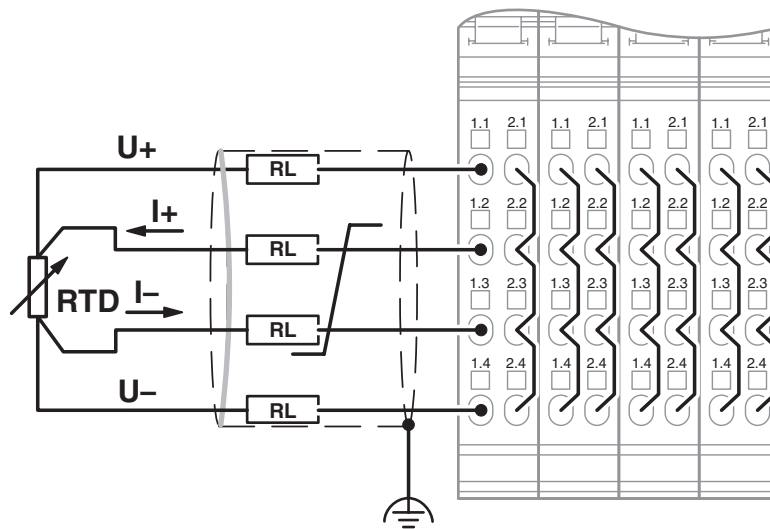 1.1 2.1 1.1 2.1 1.1 2.1 1.1 2.1
U+
RL
1.2 2.2 1.2 2.2 1.2 2.2 1.2 2.2
I+
RL
RTD
I–
1.3 2.3 1.3 2.3 1.3 2.3 1.3 2.3
RL
1.4 2.4 1.4 2.4 1.4 2.4 1.4 2.4
U–
RL